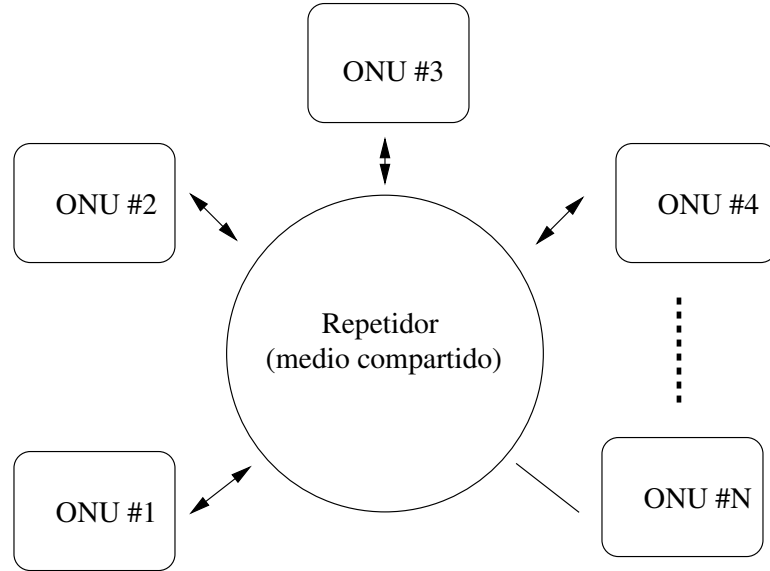 ONU #3
ONU #2
ONU #4
Repetidor
(medio compartido)
ONU #1
ONU #N